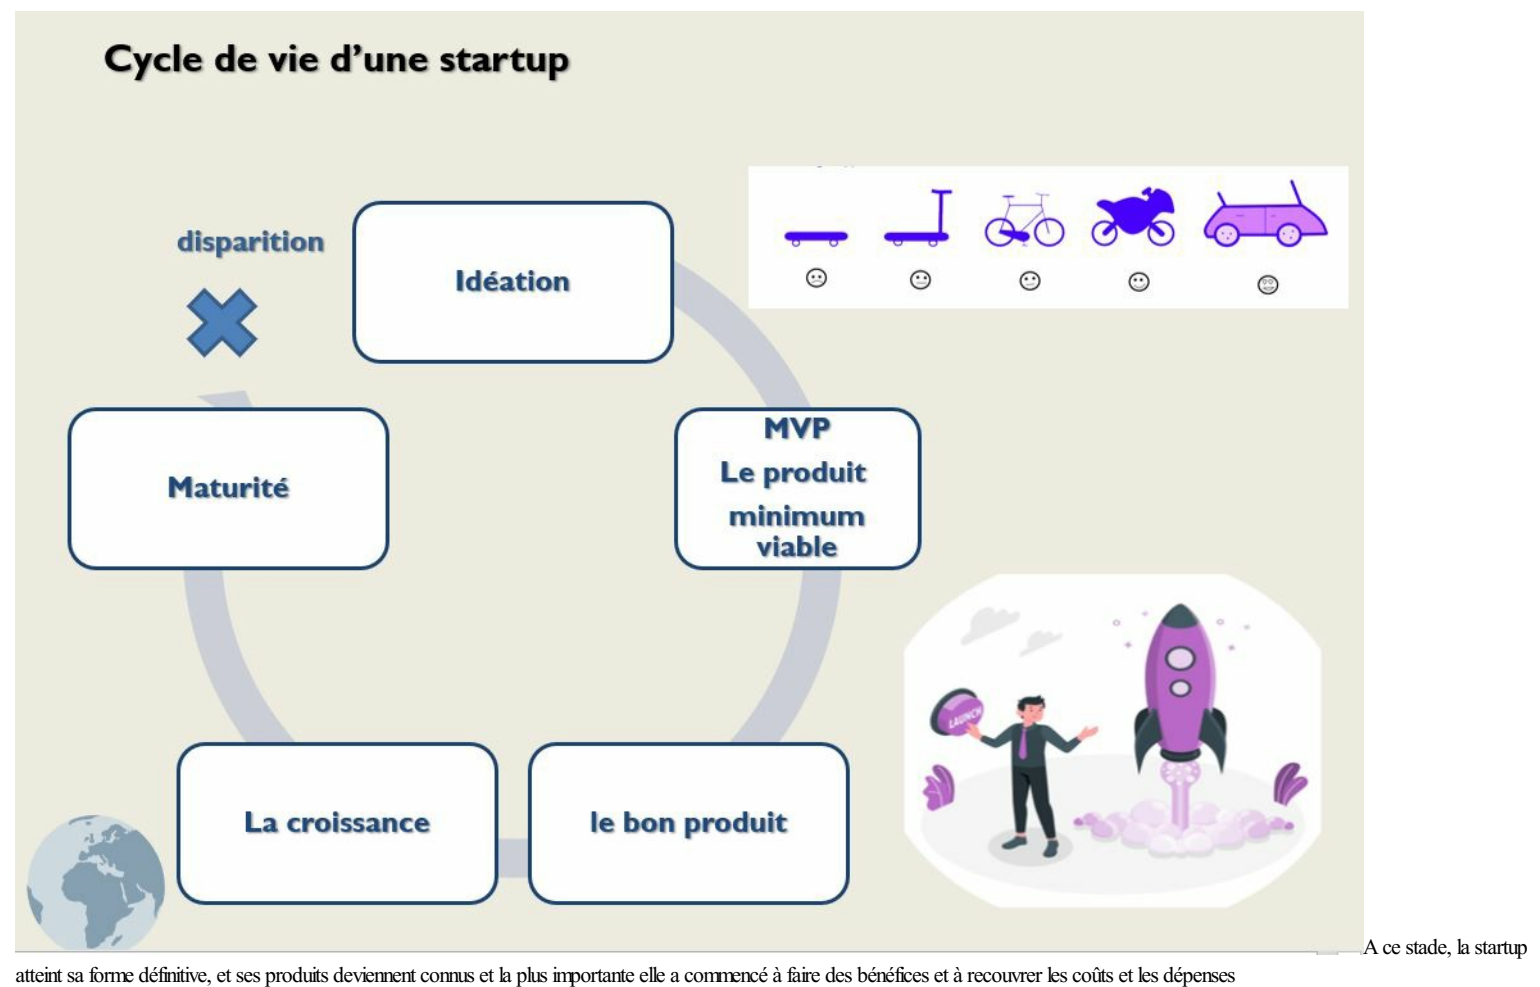 Cycle de vie d’une startup
disparition
Idéation
MVP
Le produit
minimum
viable
Maturité
La croissance
le bon produit
LAUNCH
A ce stade, la startup
atteint sa forme définitive, et ses produits deviennent connus et la plus importante elle a commencé à faire des bénéfices et à recouvrer les coûts et les dépenses